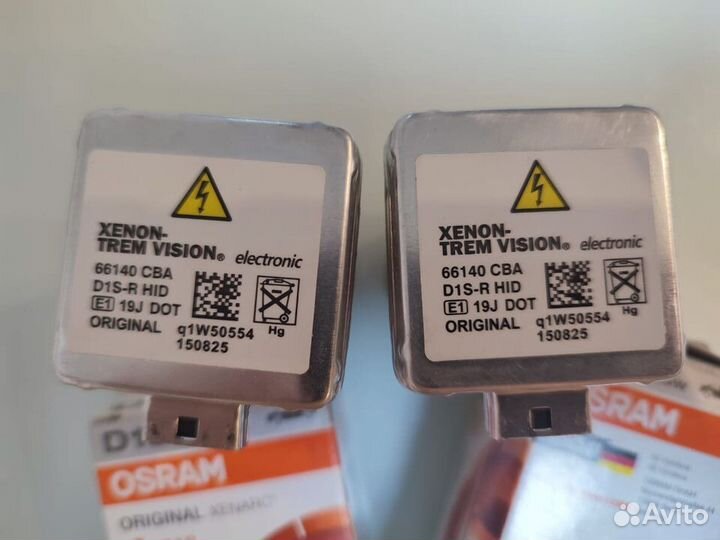 XENON-
TREM VISION® electronic
66140 CBA
D1S-R HID
E1 19J DOT
ORIGINAL q1W50554
150825
Hg
XENON-
TREM VISION® electronic
66140 CBA
D1S-R HID
E1 19J DOT
ORIGINAL q1W50554
150825
Hg
OSRAM
ORIGINAL XENARC
OSRAM
Avito